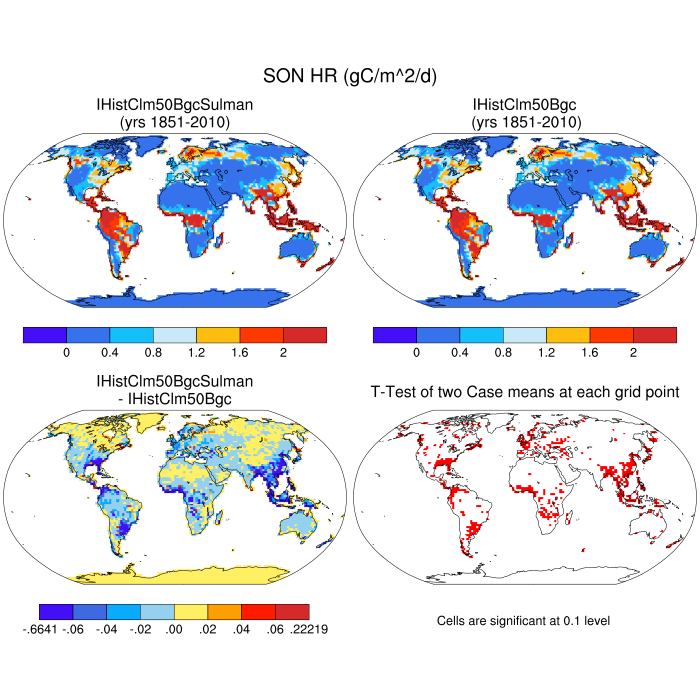 SON HR (gC/m^2/d)
IHistClm50BgcSulman
(yrs 1851-2010)
IHistClm50Bgc
(yrs 1851-2010)
0 0.4 0.8 1.2 1.6 2
0 0.4 0.8 1.2 1.6 2
IHistClm50BgcSulman
- IHistClm50Bgc
T-Test of two Case means at each grid point
-.6641 -.06 -.04 -.02 .00 .02 .04 .06 .22219
Cells are significant at 0.1 level